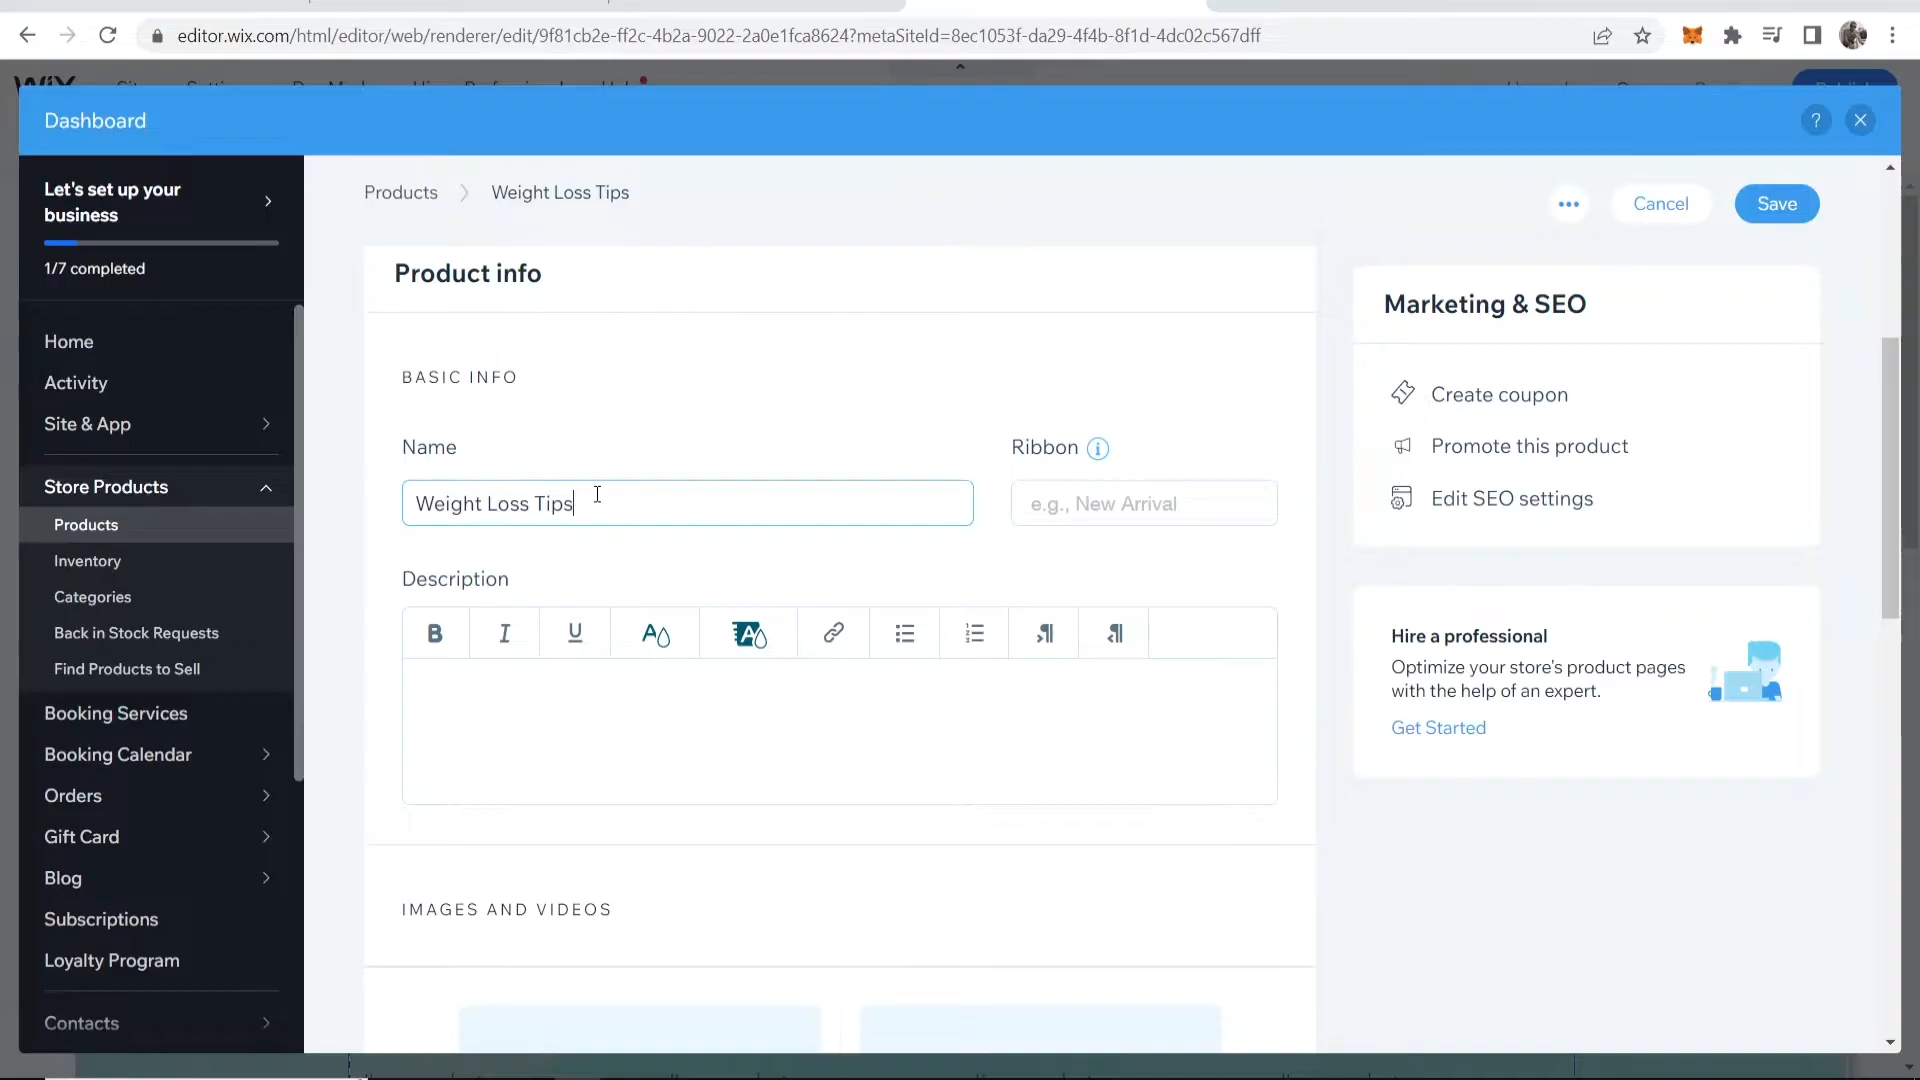 editor.wix.com/html/editor/web/renderer/edit/9f81cb2e-ff2c-4b2a-9022-2a0e1fca8624?metaSiteId=8ec1053f-da29-4f4b-8f1d-4dc02c567dff
Dashboard
?
Let's set up your
business
1/7 completed
Home
Activity
Site & App
Store Products
Products
Inventory
Categories
Back in Stock Requests
Find Products to Sell
Booking Services
Booking Calendar
Orders
Gift Card
Blog
Subscriptions
Loyalty Program
Contacts
Products
Weight Loss Tips
Cancel
Save
Product info
BASIC INFO
Name
Ribbon
Weight Loss Tips
e.g., New Arrival
Description
B I U A A
IMAGES AND VIDEOS
Marketing & SEO
Create coupon
Promote this product
Edit SEO settings
Hire a professional
Optimize your store's product pages
with the help of an expert.
Get Started